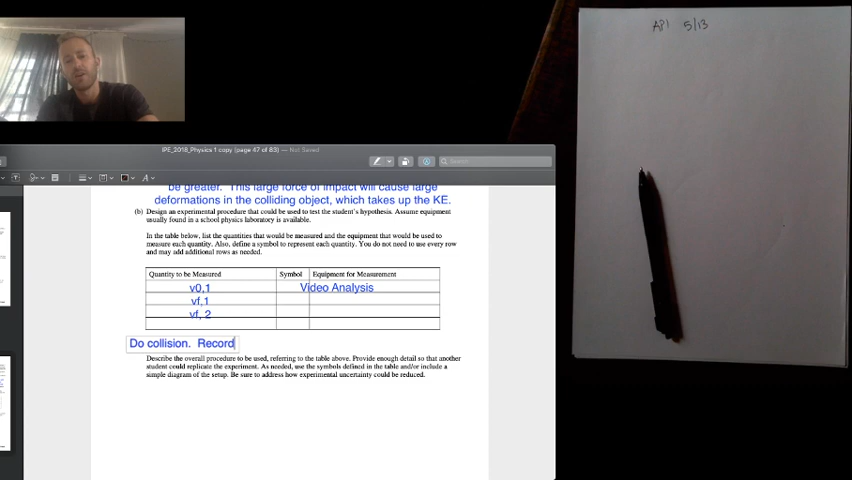 AP1 5/13
IPE_2018_Physics 1 copy (page 47 of 83) — Not Saved
Search
be greater. This large force of impact will cause large
deformations in the colliding object, which takes up the KE.
(b) Design an experimental procedure that could be used to test the student's hypothesis. Assume equipment
usually found in a school physics laboratory is available.
In the table below, list the quantities that would be measured and the equipment that would be used to
measure each quantity. Also, define a symbol to represent each quantity. You do not need to use every row
and may add additional rows as needed.
Quantity to be Measured Symbol Equipment for Measurement
v0,1 Video Analysis
vf,1
vf, 2
Do collision. Record
Describe the overall procedure to be used, referring to the table above. Provide enough detail so that another
student could replicate the experiment. As needed, use the symbols defined in the table and/or include a
simple diagram of the setup. Be sure to address how experimental uncertainty could be reduced.